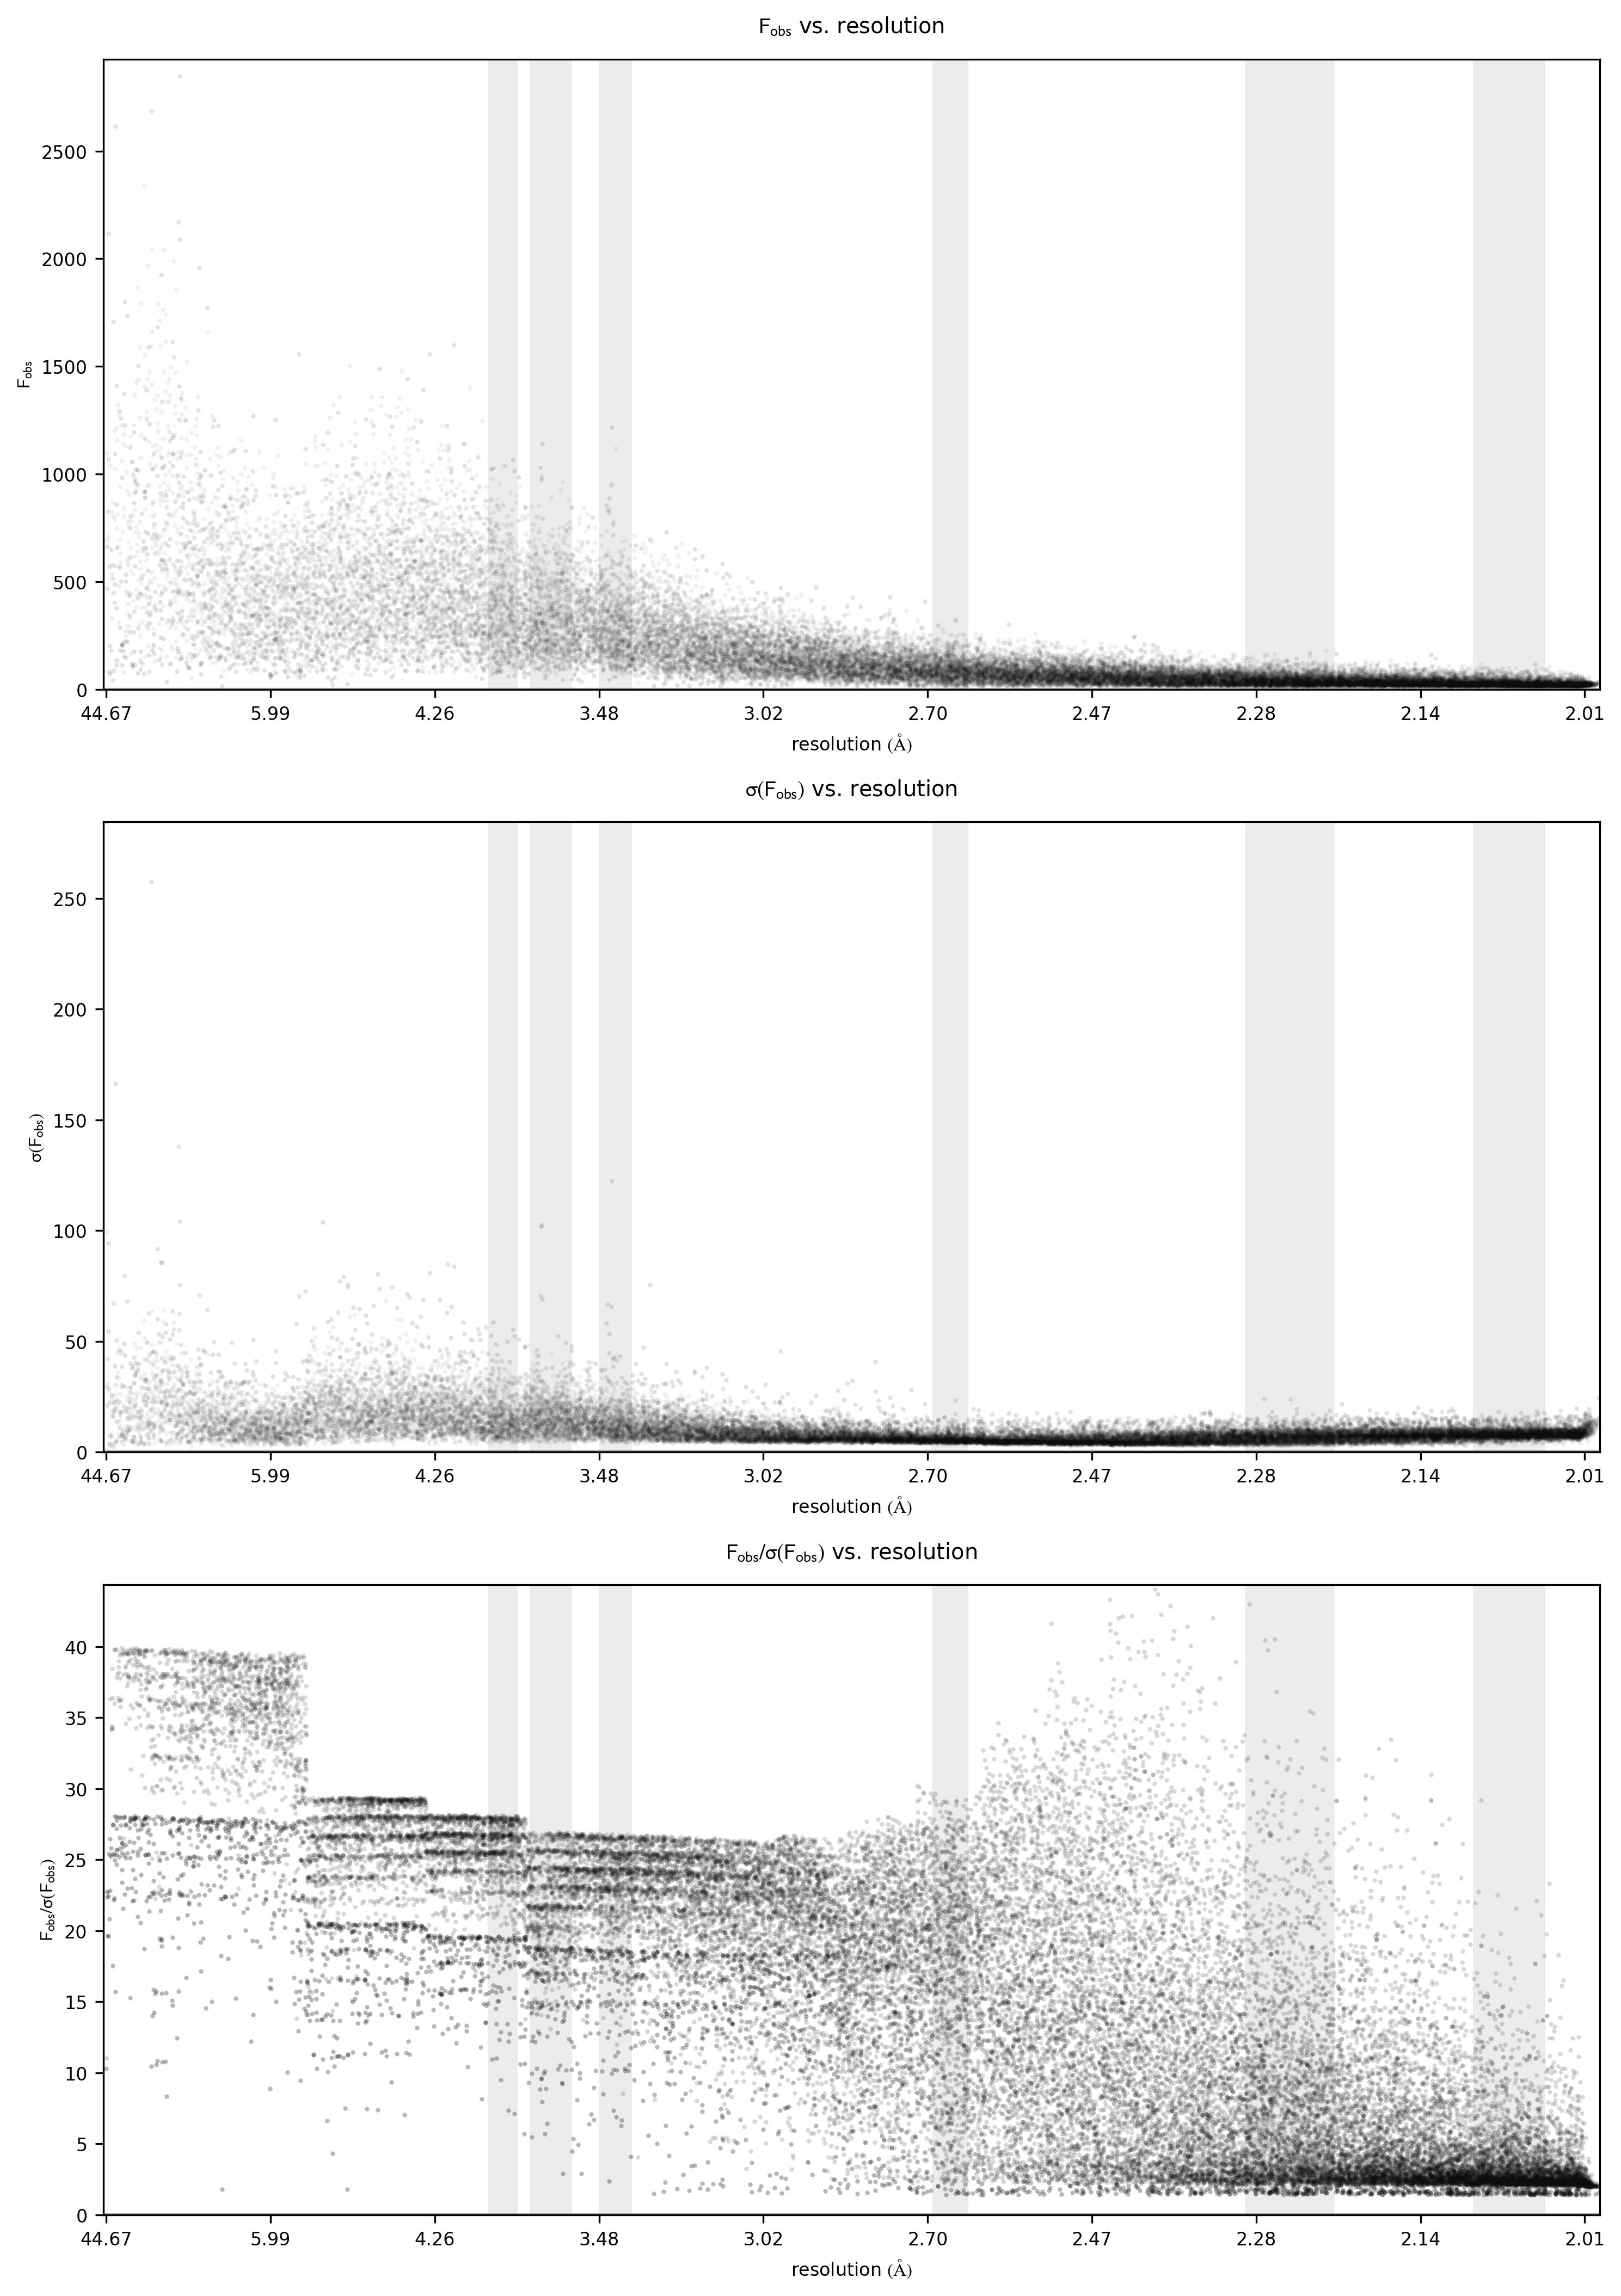 Fobs vs. resolution
2500
2000
1500
1000
500
0
Fobs
44.67 5.99 4.26 3.48 3.02 2.70 2.47 2.28 2.14 2.01
resolution (Å)
σ(Fobs) vs. resolution
250
200
150
100
50
0
σ(Fobs)
44.67 5.99 4.26 3.48 3.02 2.70 2.47 2.28 2.14 2.01
resolution (Å)
Fobs/σ(Fobs) vs. resolution
40
35
30
25
20
15
10
5
0
Fobs/σ(Fobs)
44.67 5.99 4.26 3.48 3.02 2.70 2.47 2.28 2.14 2.01
resolution (Å)